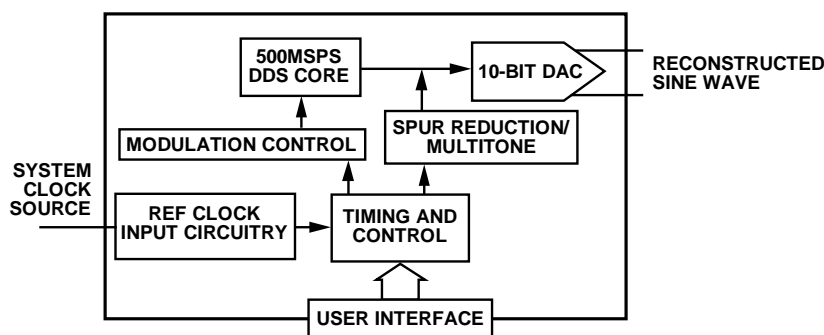 500MSPS
DDS CORE
10-BIT DAC
RECONSTRUCTED
SINE WAVE
MODULATION CONTROL
SPUR REDUCTION/
MULTITONE
SYSTEM
CLOCK
SOURCE
REF CLOCK
INPUT CIRCUITRY
TIMING AND
CONTROL
USER INTERFACE